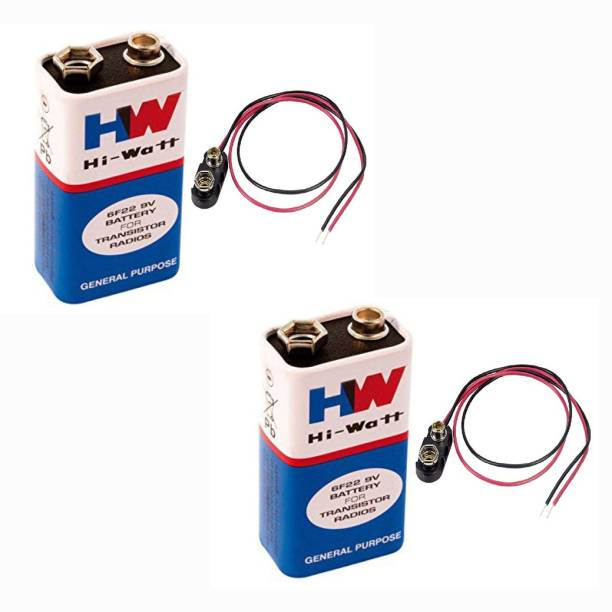 HW
Hi-Watt
6F22 9V
BATTERY
FOR
TRANSISTOR
RADIOS
GENERAL PURPOSE
HW
Hi-Watt
6F22 9V
BATTERY
FOR
TRANSISTOR
RADIOS
GENERAL PURPOSE